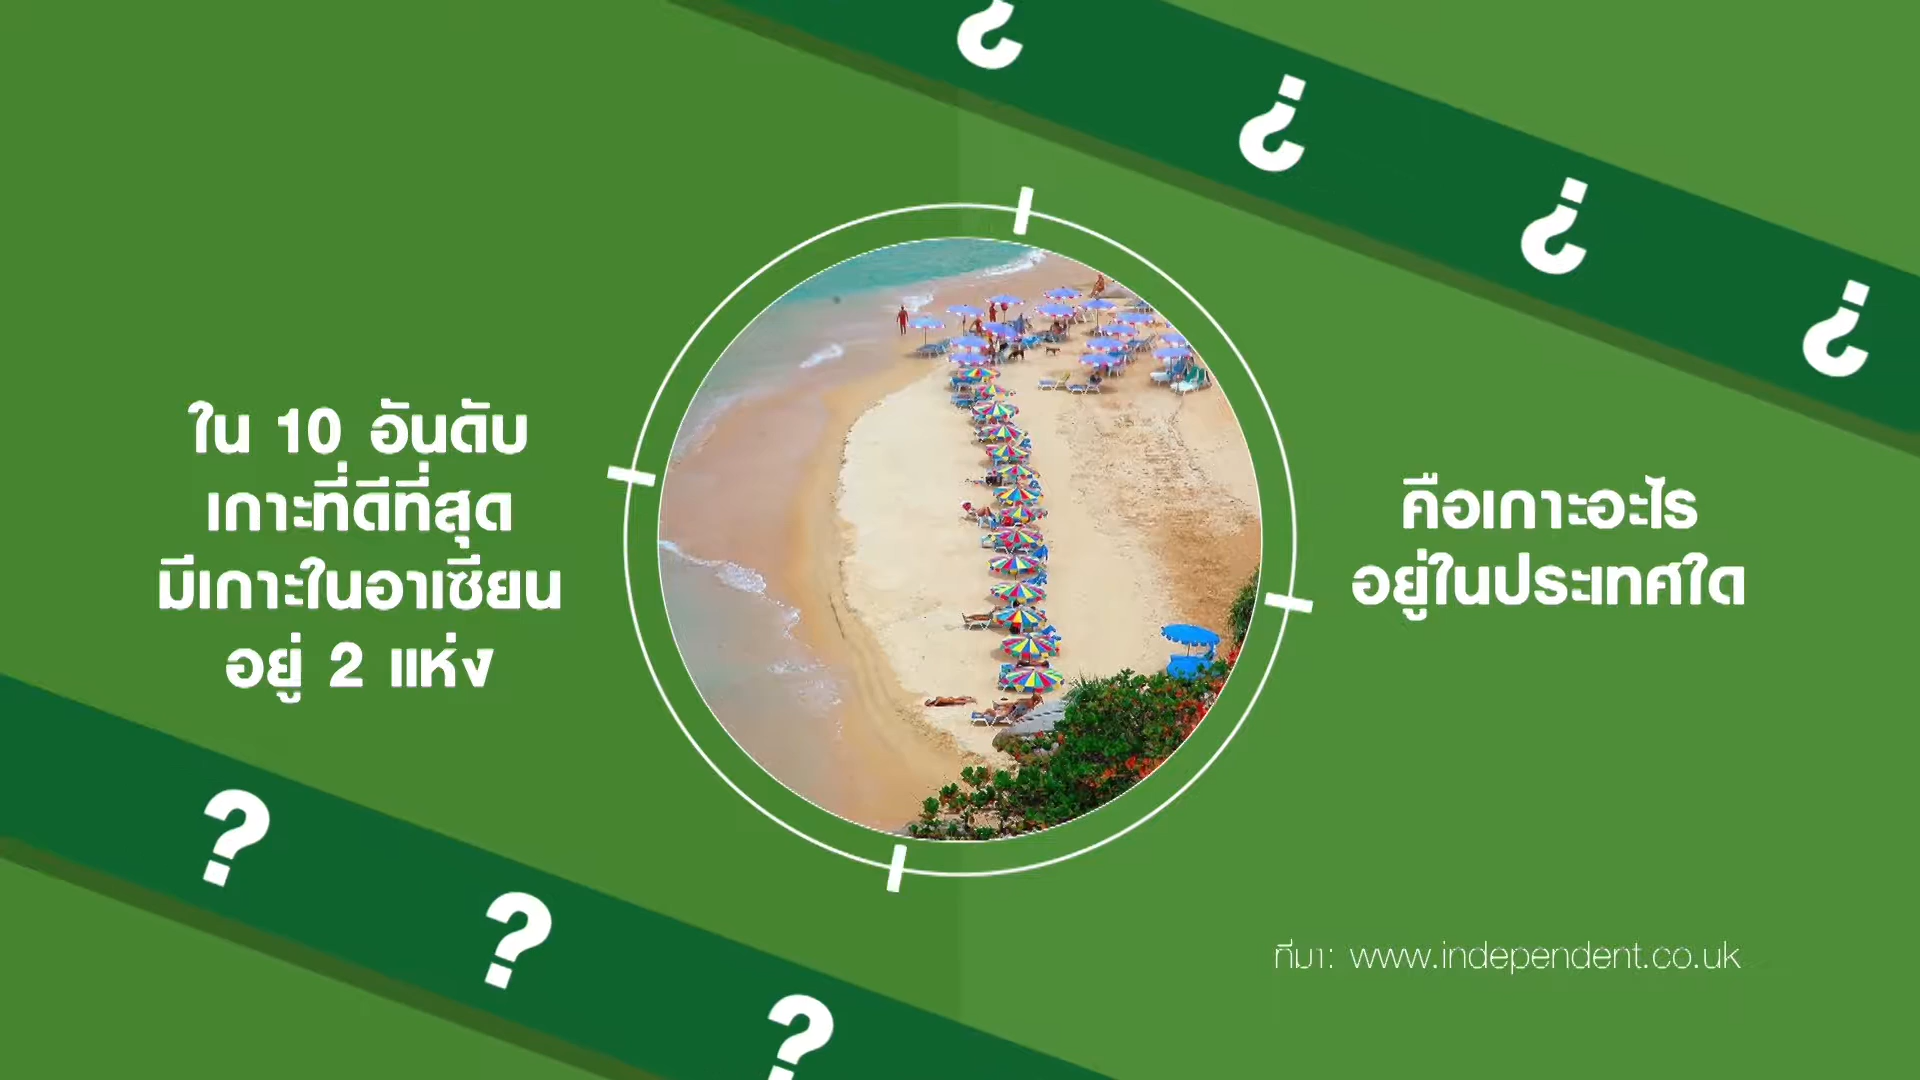 ใน 10 อันดับ
เกาะที่ดีที่สุด
มีเกาะในอาเซียน
อยู่ 2 แห่ง
คือเกาะอะไร
อยู่ในประเทศใด
ที่มา: www.independent.co.uk
? ? ? ?
? ? ?